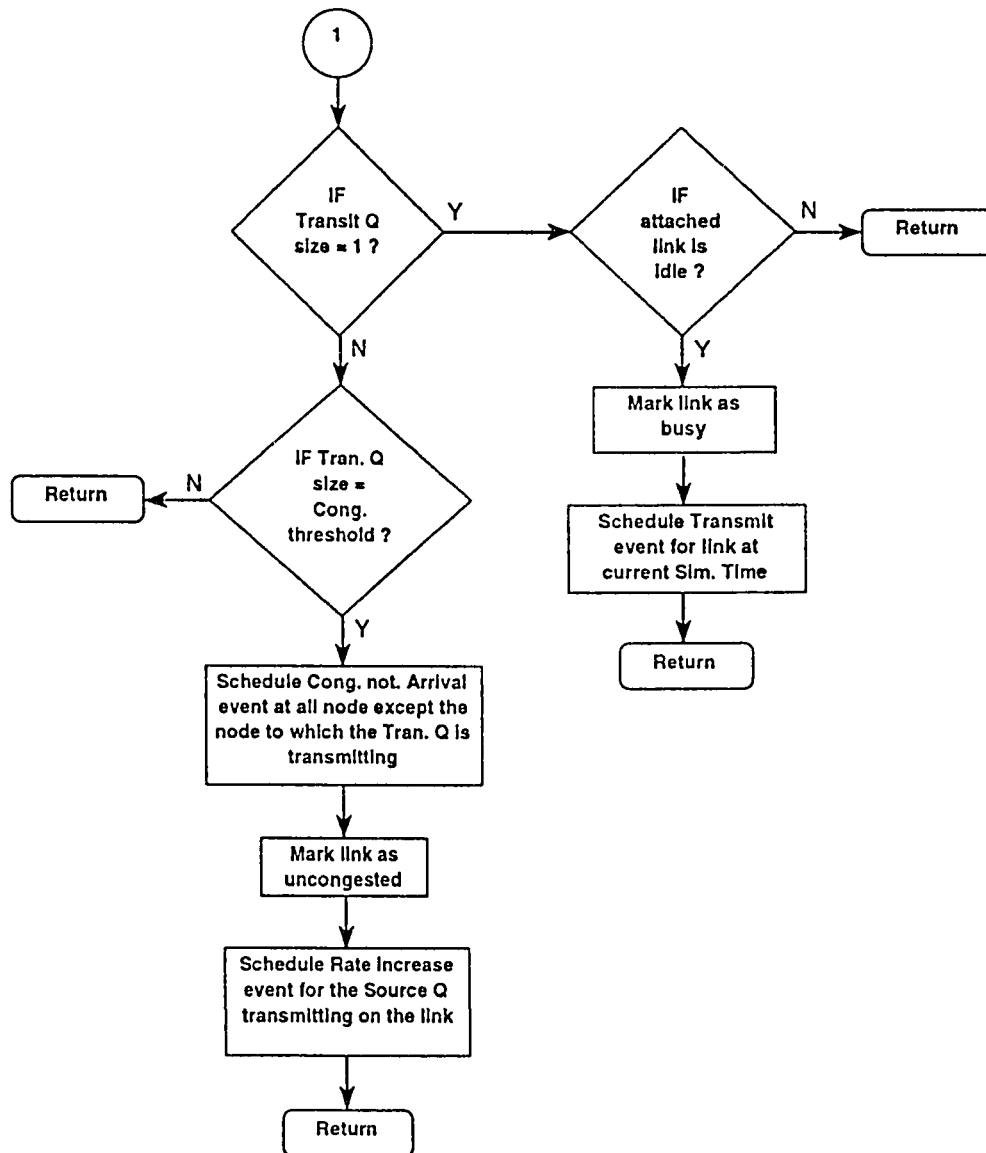 1
IF
Transit Q
size = 1 ?
Y
N
IF
attached
link is
idle ?
N
Return
Y
Mark link as
busy
Schedule Transmit
event for link at
current Sim. Time
Return
IF Tran. Q
size =
Cong.
threshold ?
N
Return
Y
Schedule Cong. not. Arrival
event at all node except the
node to which the Tran. Q is
transmitting
Mark link as
uncongested
Schedule Rate Increase
event for the Source Q
transmitting on the link
Return